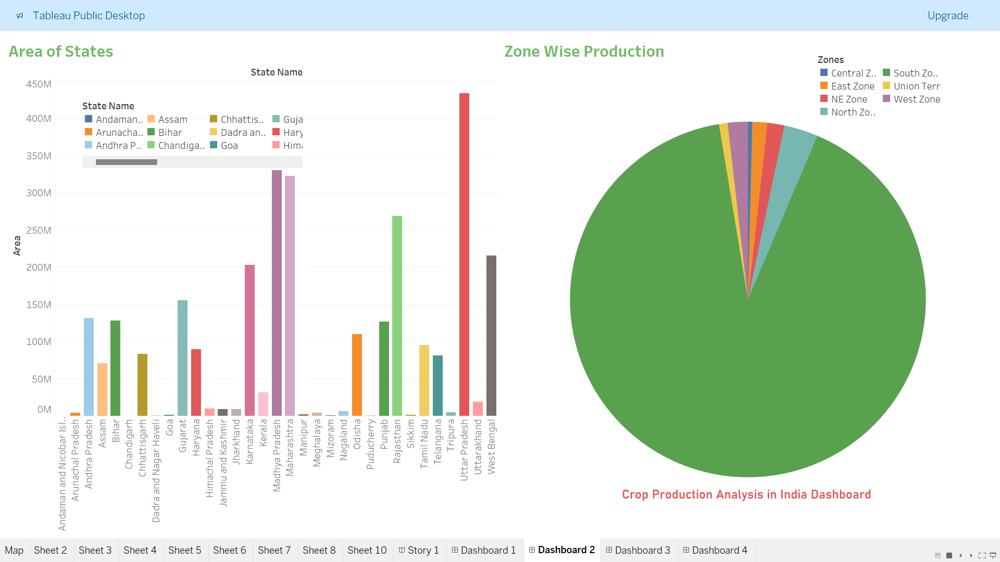 Tableau Public Desktop
Upgrade
Area of States
State Name
450M
400M
350M
300M
250M
200M
150M
100M
50M
0M
Area
State Name
Andaman..
Assam
Chhattis..
Guja
Arunacha..
Bihar
Dadra an..
Hary
Andhra P..
Chandiga..
Goa
Hima
Andaman and Nicobar Isl..
Arunachal Pradesh
Andhra Pradesh
Assam
Bihar
Chandigarh
Chhattisgarh
Dadra and Nagar Haveli
Goa
Gujarat
Haryana
Himachal Pradesh
Jammu and Kashmir
Jharkhand
Karnataka
Kerala
Madhya Pradesh
Maharashtra
Manipur
Meghalaya
Mizoram
Nagaland
Odisha
Puducherry
Punjab
Rajasthan
Sikkim
Tamil Nadu
Telangana
Tripura
Uttar Pradesh
Uttarakhand
West Bengal
Zone Wise Production
Zones
Central Z..
South Zo..
East Zone
Union Terr
NE Zone
West Zone
North Zo..
Crop Production Analysis in India Dashboard
Map
Sheet 2
Sheet 3
Sheet 4
Sheet 5
Sheet 6
Sheet 7
Sheet 8
Sheet 10
Story 1
Dashboard 1
Dashboard 2
Dashboard 3
Dashboard 4